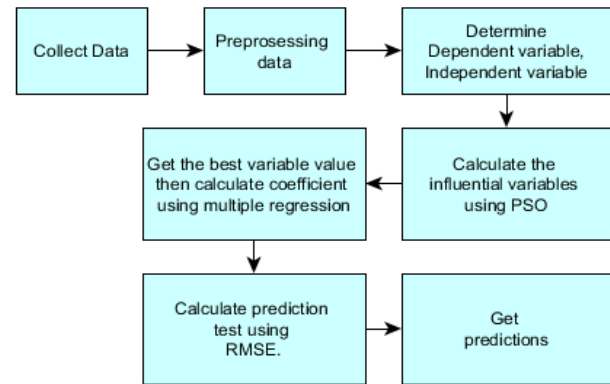 Collect Data
Preprosessing
data
Determine
Dependent variable,
Independent variable
Calculate the
influential variables
using PSO
Get the best variable value
then calculate coefficient
using multiple regression
Calculate prediction
test using
RMSE.
Get
predictions